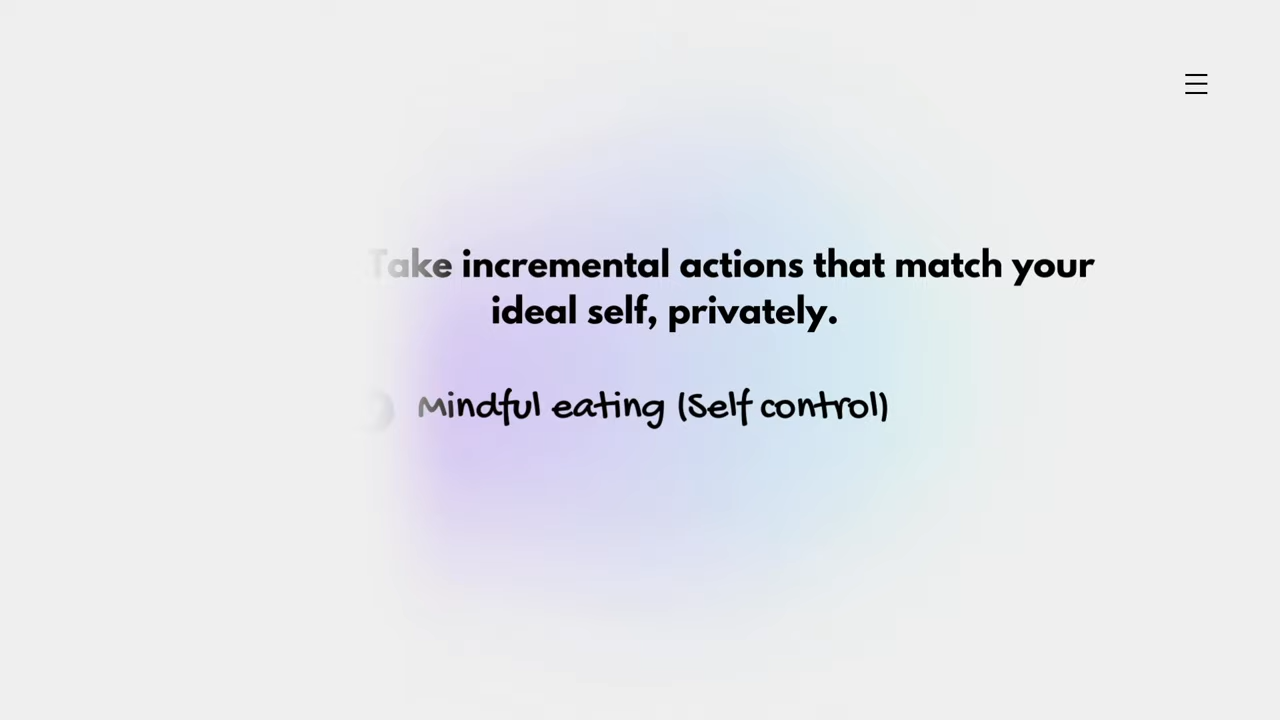 Take incremental actions that match your
ideal self, privately.
Mindful eating (Self control)